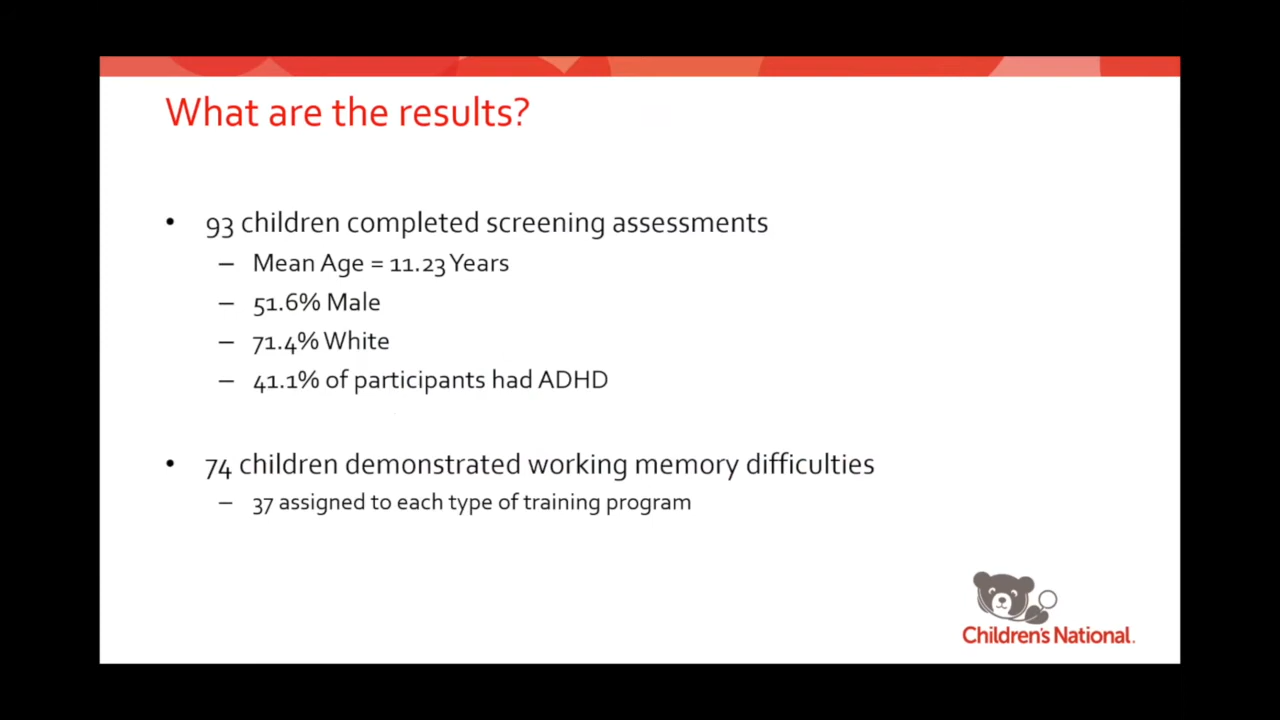 What are the results?
• 93 children completed screening assessments
– Mean Age = 11.23 Years
– 51.6% Male
– 71.4% White
– 41.1% of participants had ADHD
• 74 children demonstrated working memory difficulties
– 37 assigned to each type of training program
Children's National.